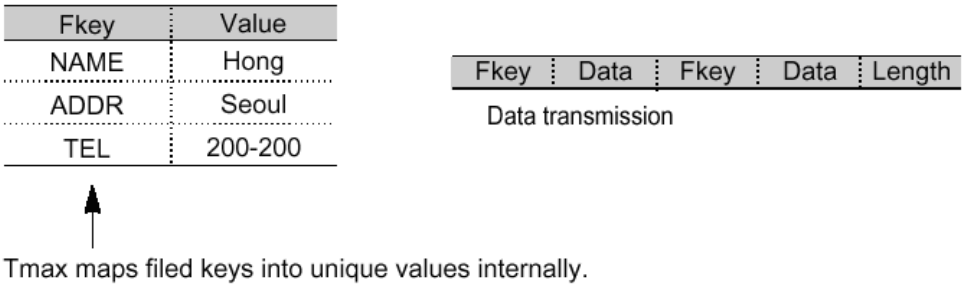 Fkey Value
NAME Hong
ADDR Seoul
TEL 200-200
Fkey Data Fkey Data Length
Data transmission
Tmax maps filed keys into unique values internally.